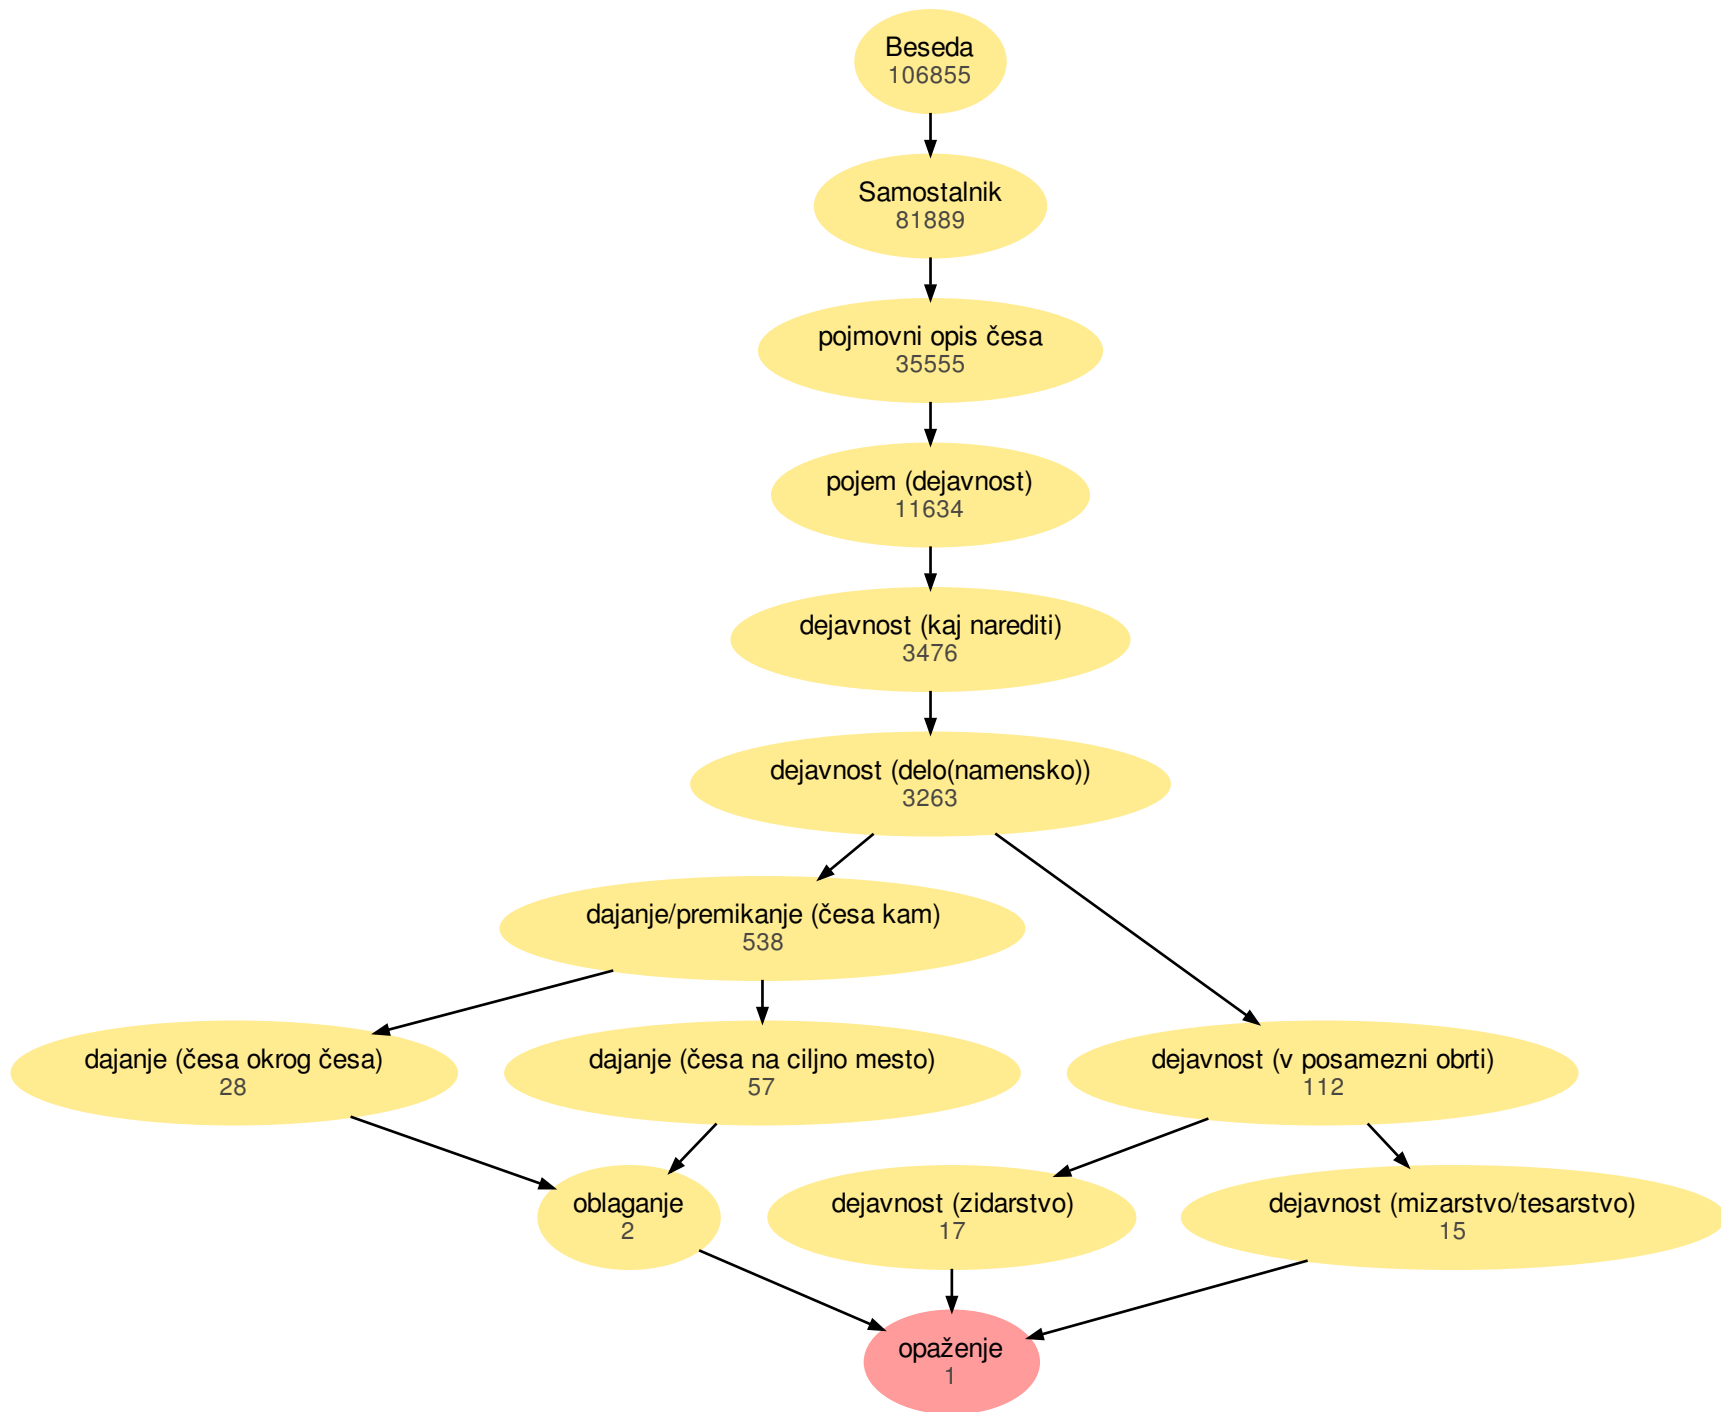 Beseda
106855
Samostalnik
81889
pojmovni opis česa
35555
pojem (dejavnost)
11634
dejavnost (kaj narediti)
3476
dejavnost (delo(namensko))
3263
dajanje/premikanje (česa kam)
538
dajanje (česa okrog česa)
28
dajanje (česa na ciljno mesto)
57
dejavnost (v posamezni obrti)
112
oblaganje
2
dejavnost (zidarstvo)
17
dejavnost (mizarstvo/tesarstvo)
15
opaženje
1